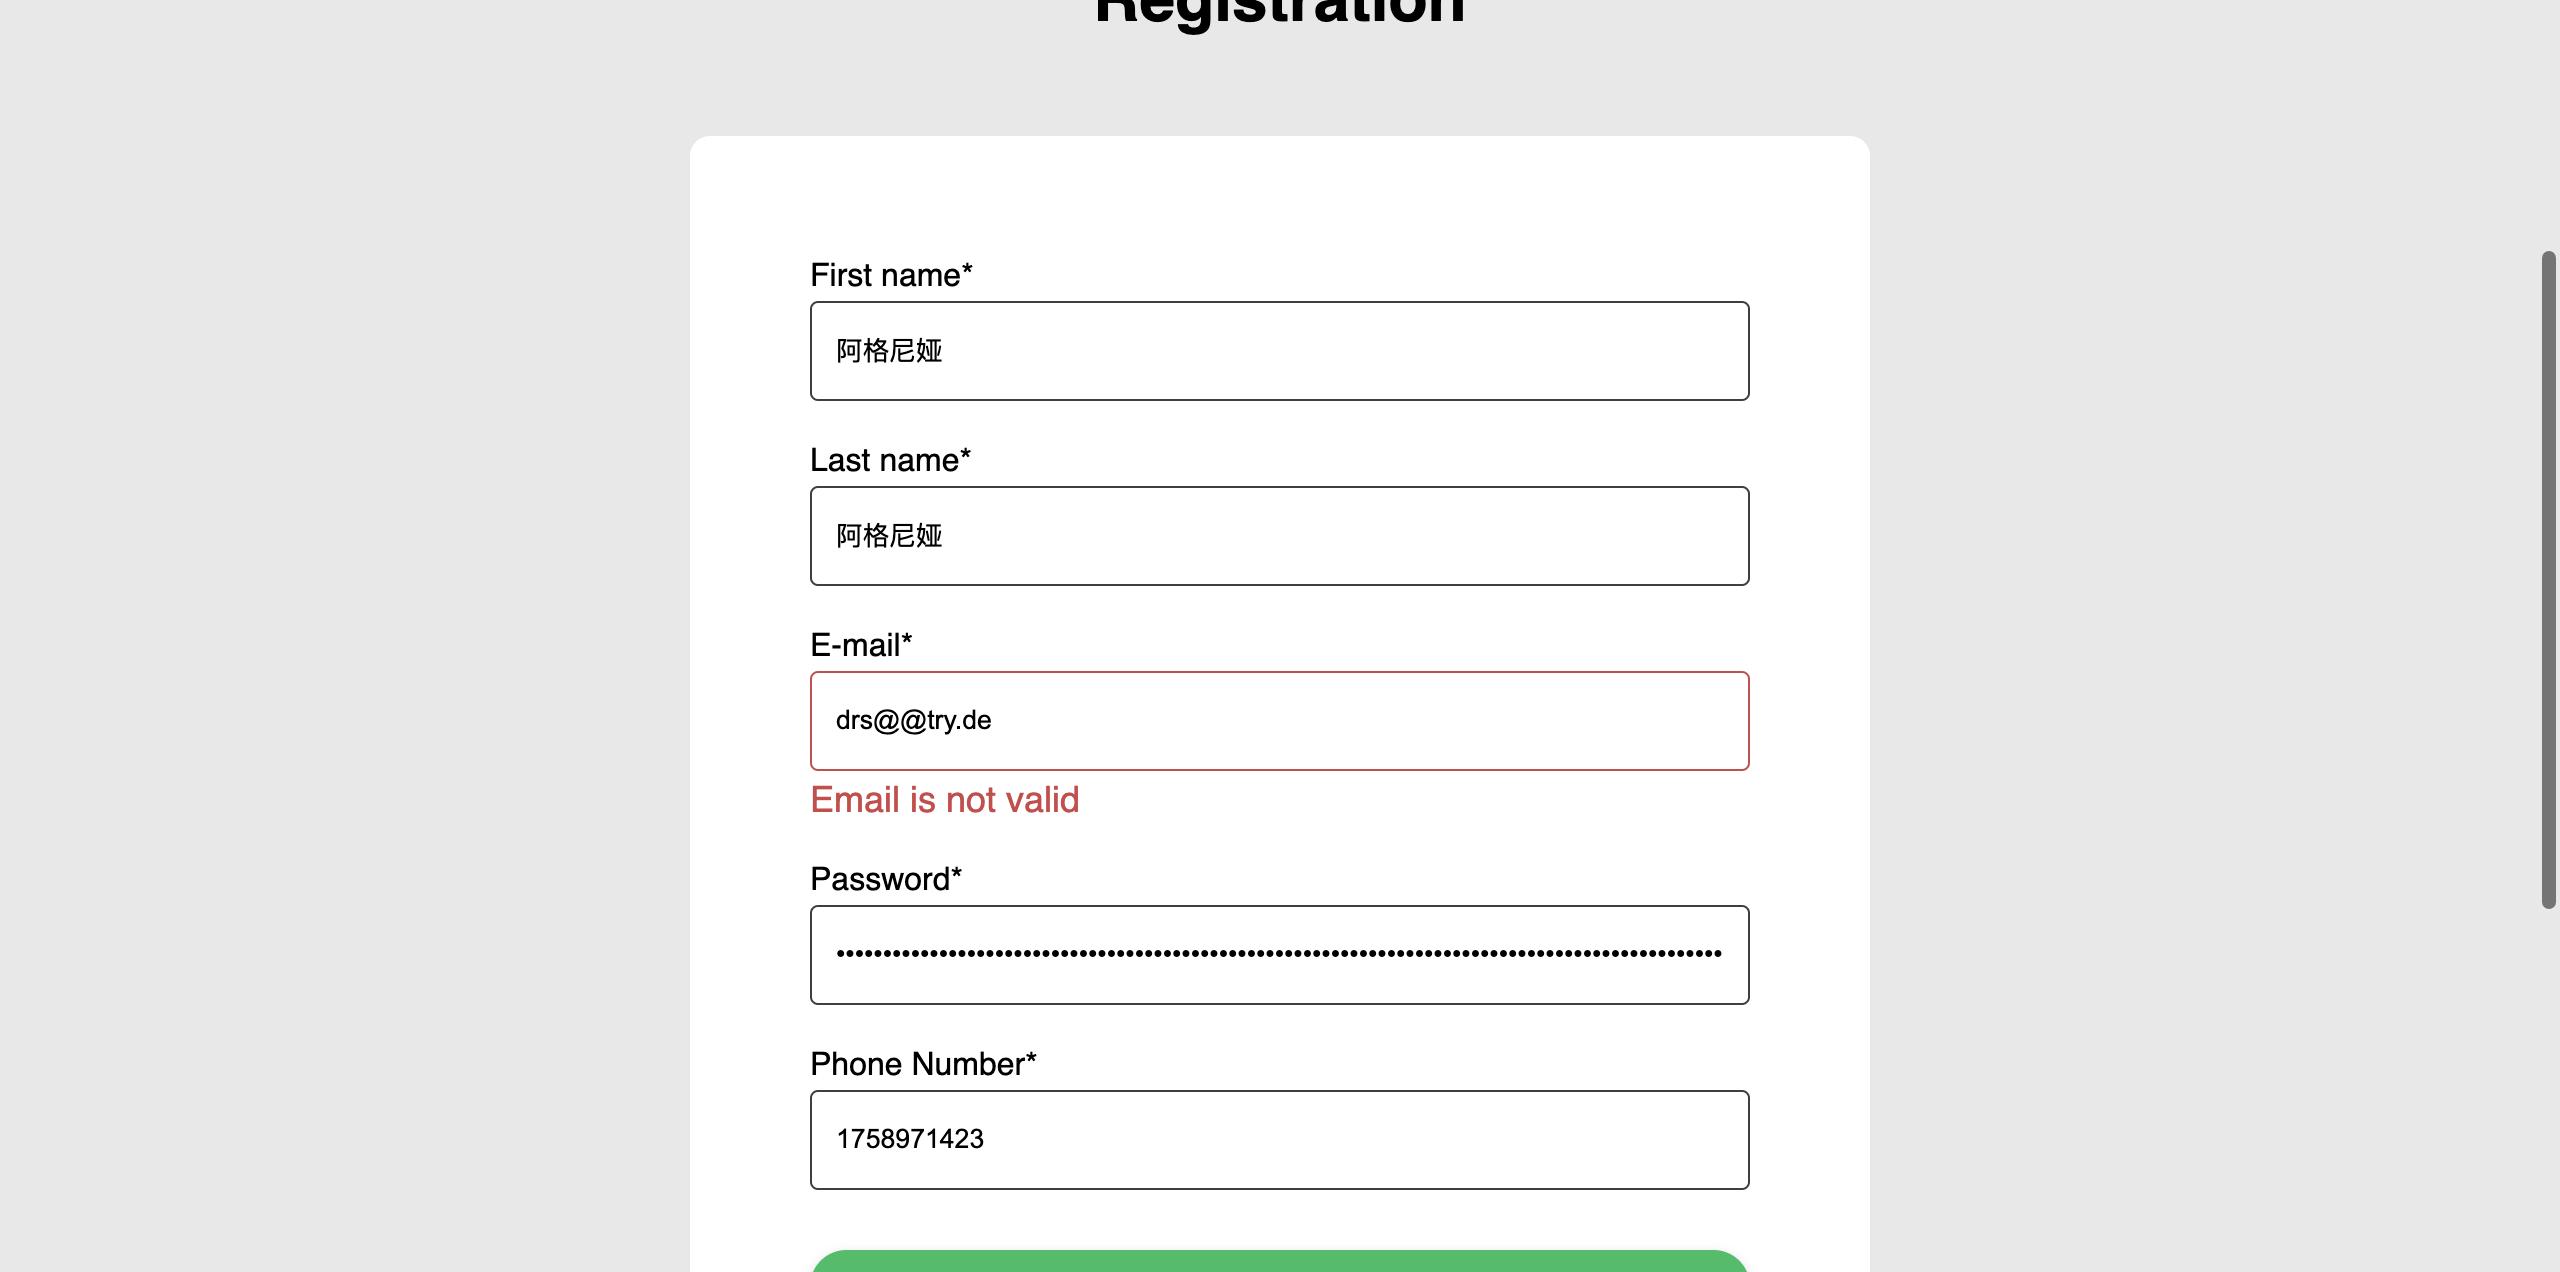 Registration
First name*
阿格尼娅
Last name*
阿格尼娅
E-mail*
drs@@try.de
Email is not valid
Password*
Phone Number*
1758971423